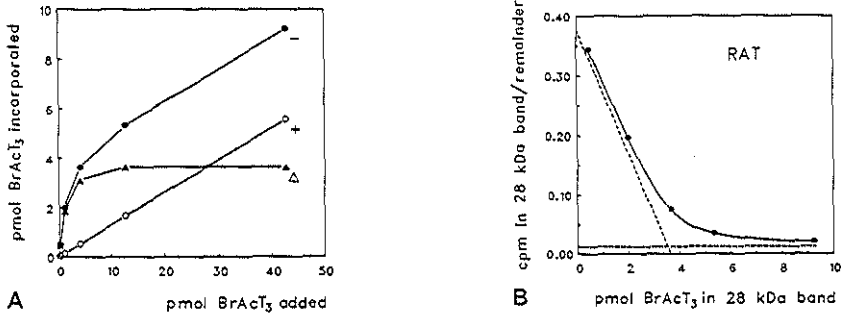 pmol BrAcT₃ incorporated
10
8
6
4
2
0
−
+
△
0 10 20 30 40 50
A
pmol BrAcT₃ added
cpm in 28 kDa band/remainder
0.40
0.30
0.20
0.10
0.00
RAT
0 2 4 6 8 10
B
pmol BrAcT₃ in 28 kDa band